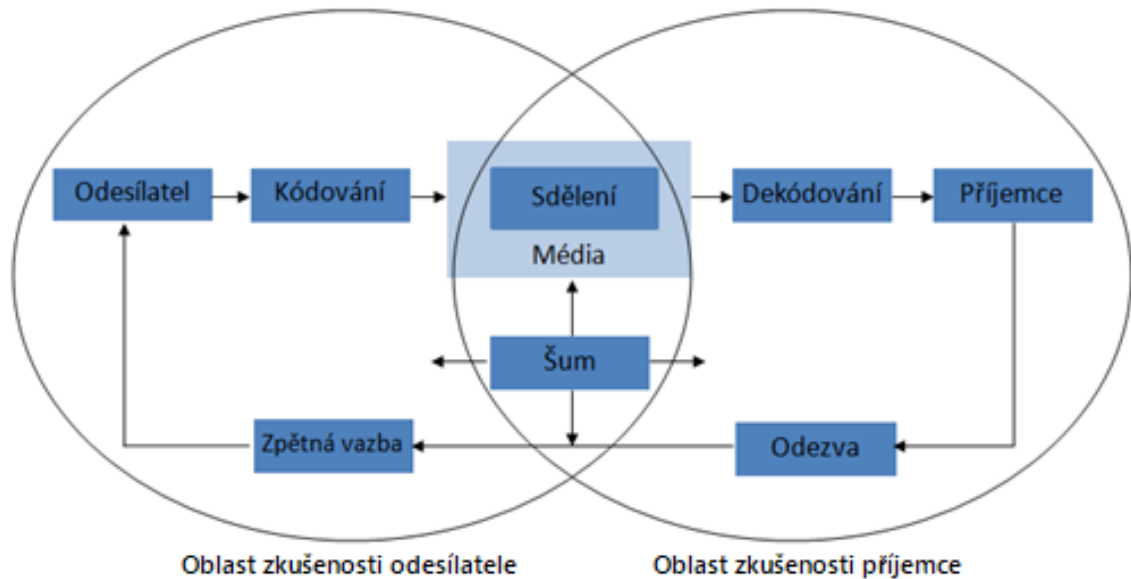 Odesílatel
Kódování
Sdělení
Dekódování
Příjemce
Média
Šum
Zpětná vazba
Odezva
Oblast zkušenosti odesílatele
Oblast zkušenosti příjemce